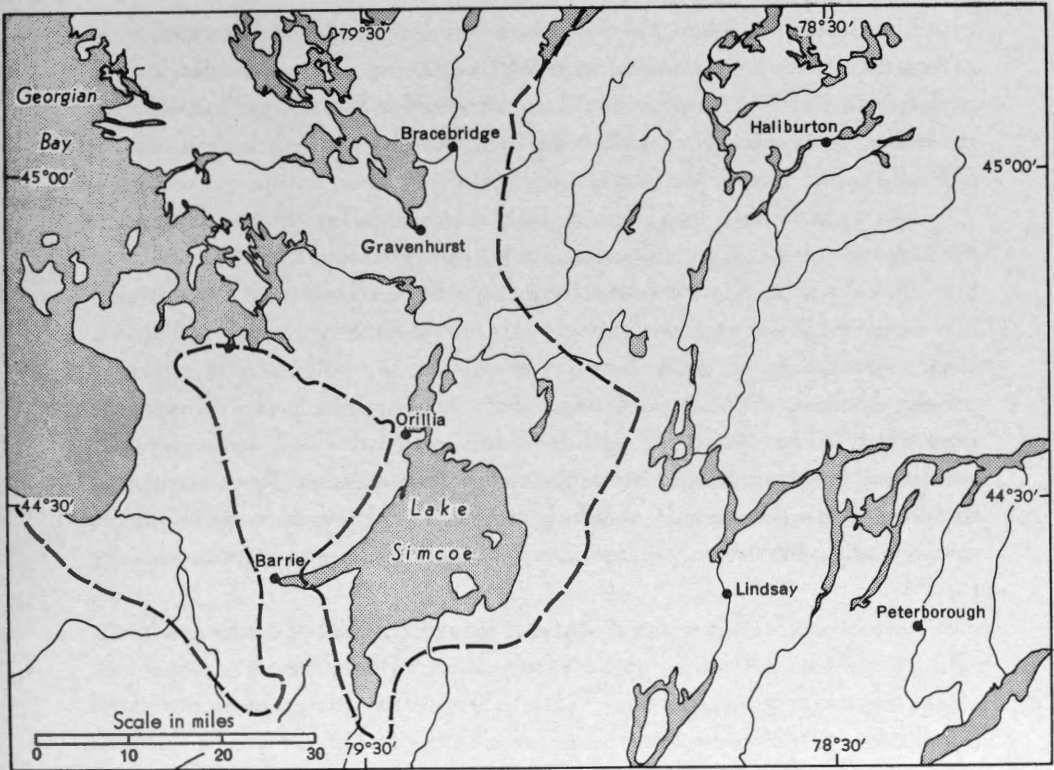 79°30'
78°30'
Georgian
Bay
Bracebridge
Haliburton
45°00'
45°00'
Gravenhurst
Orillia
44°30'
44°30'
Lake
Simcoe
Barrie
Lindsay
Peterborough
Scale in miles
0 10 20 30
79°30'
78°30'